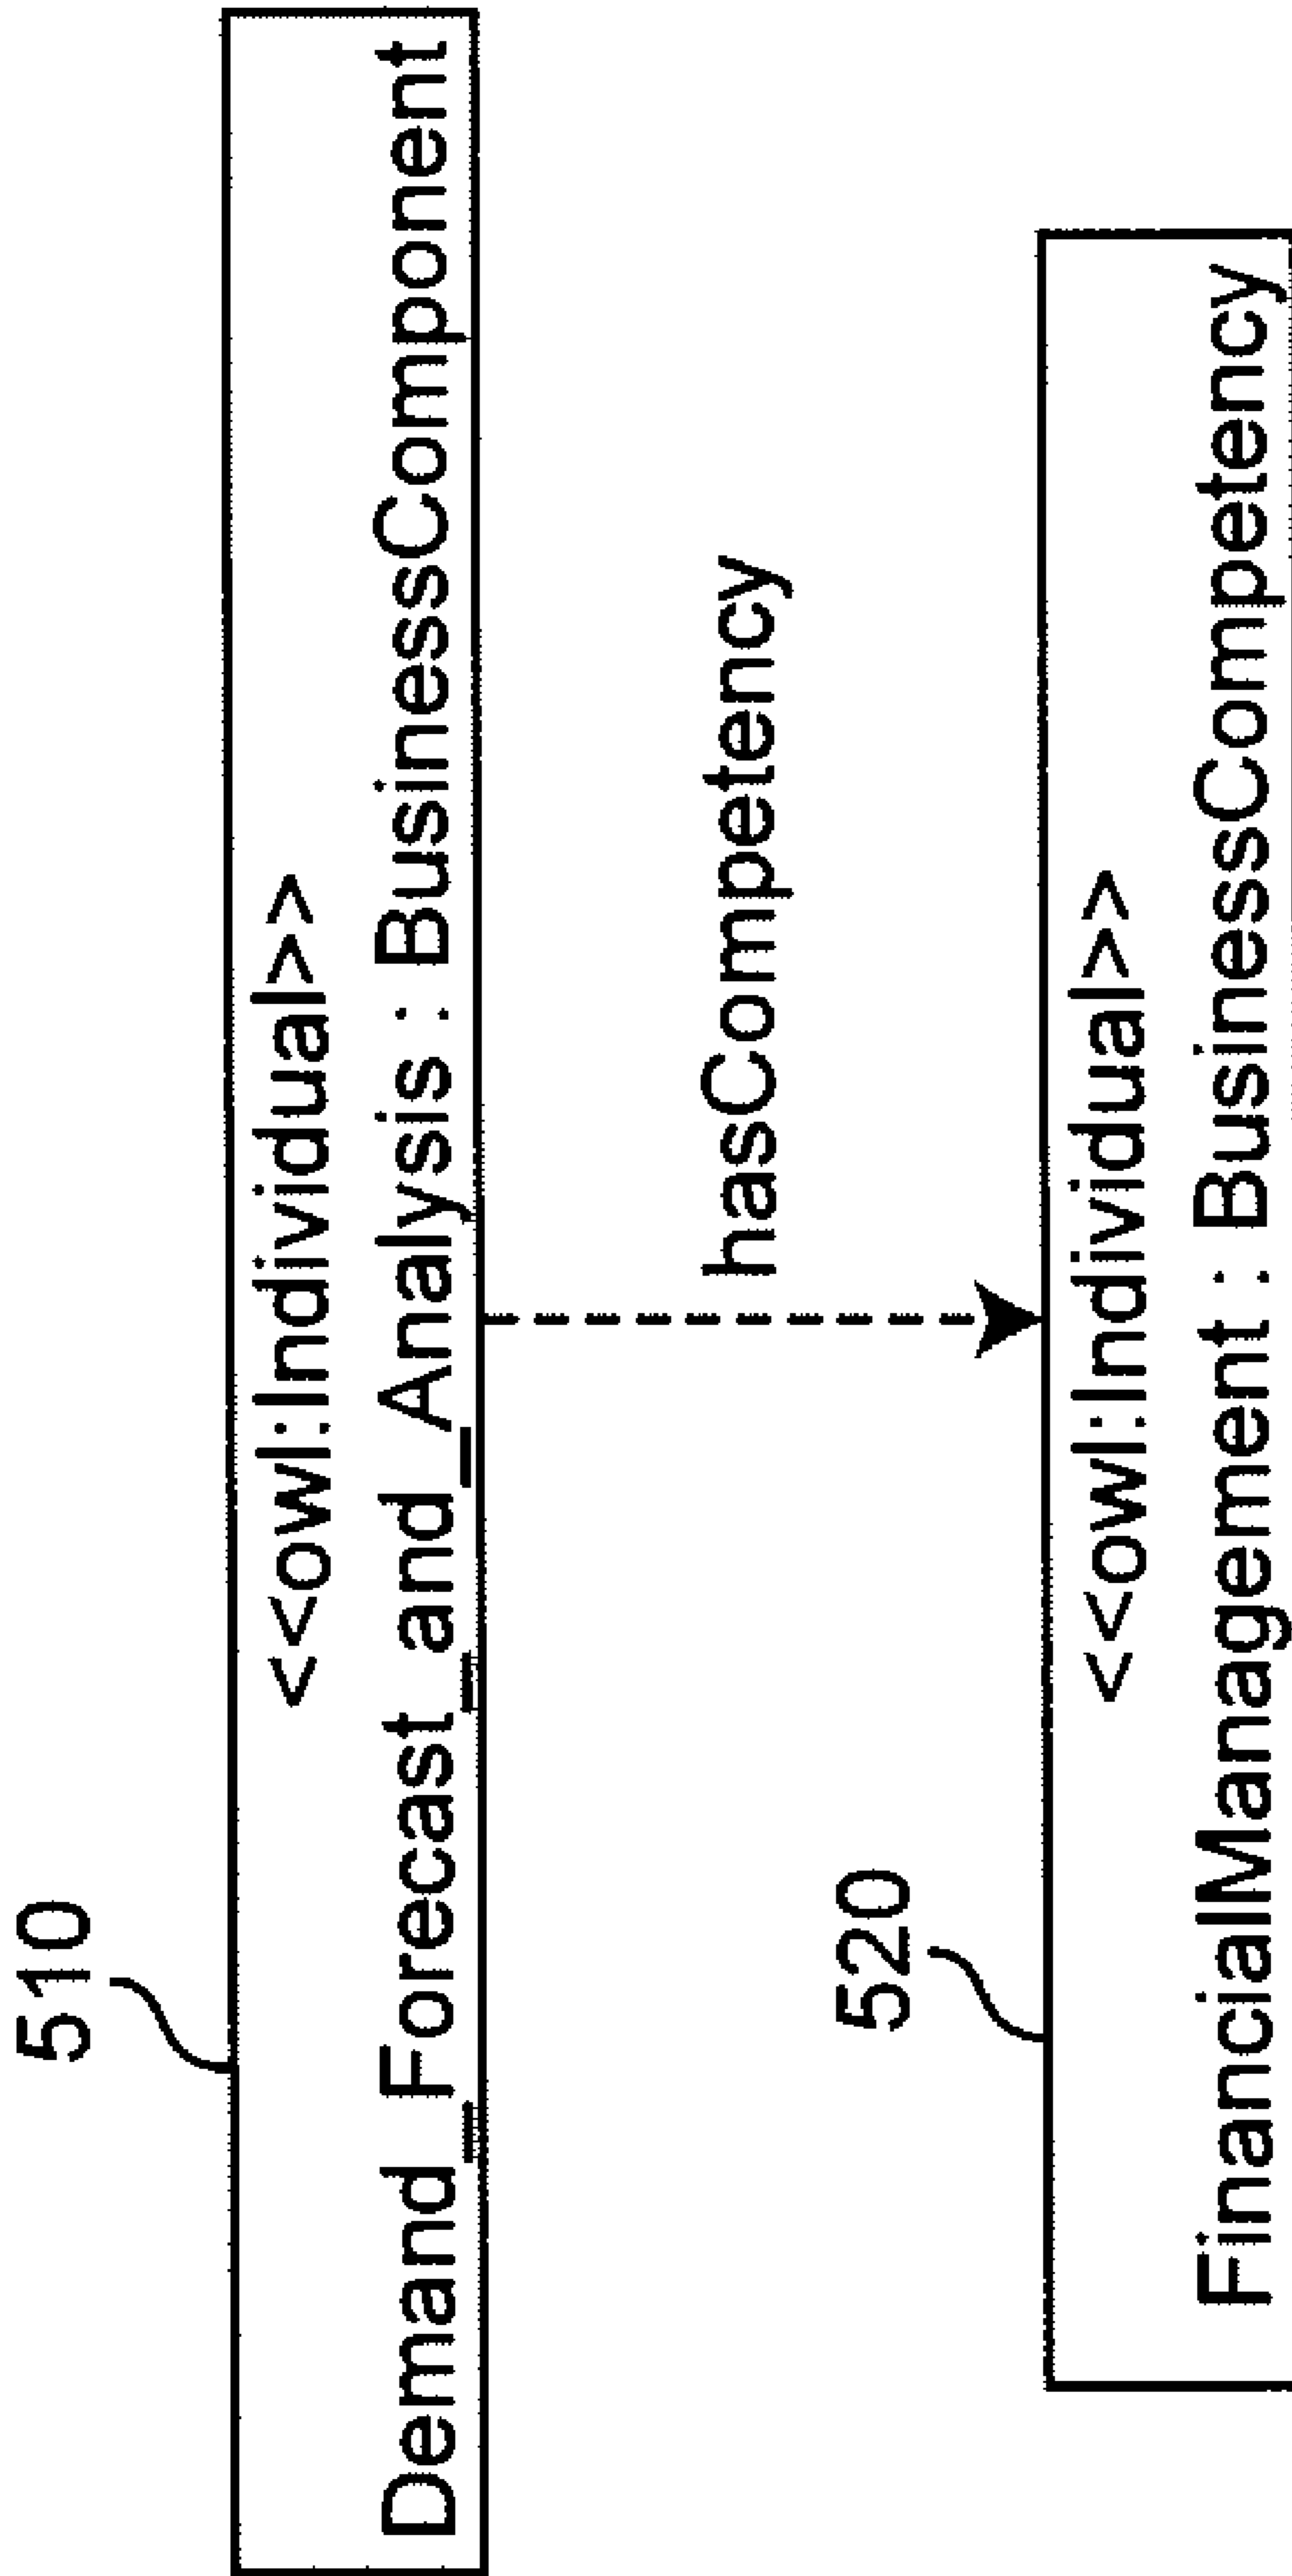 510
<<owl:Individual>>
Demand_Forecast_and_Analysis : BusinessComponent
hasCompetency
520
<<owl:Individual>>
FinancialManagement : BusinessCompetency